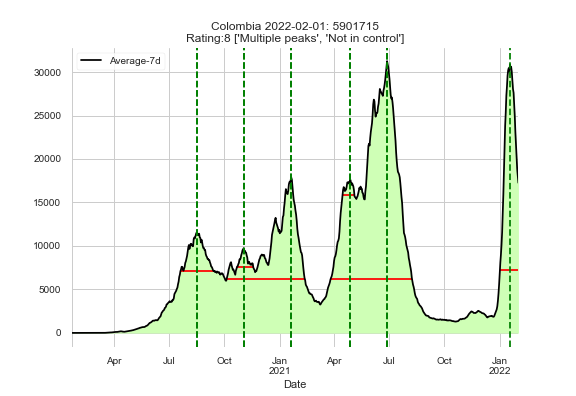 Colombia 2022-02-01: 5901715
Rating:8 ['Multiple peaks', 'Not in control']
Average-7d
30000
25000
20000
15000
10000
5000
0
Apr
Jul
Oct
Jan
2021
Apr
Jul
Oct
Jan
2022
Date